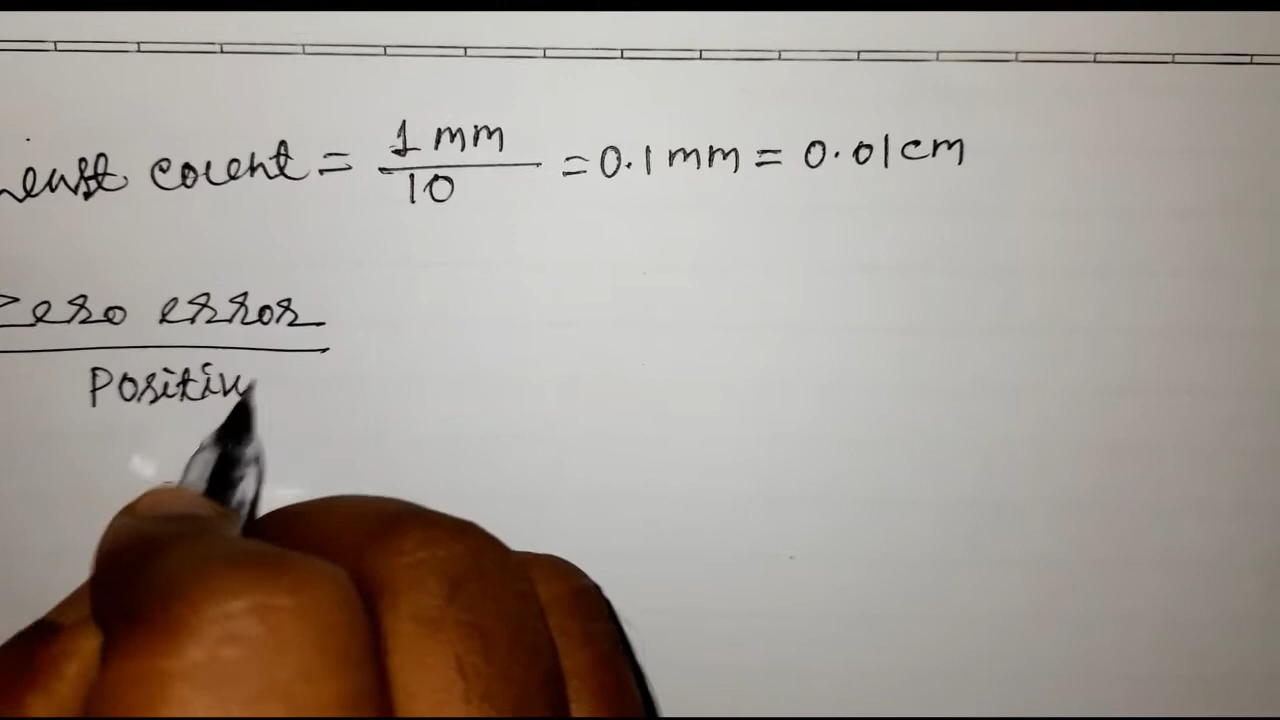 Least count = 1 mm / 10 = 0.1 mm = 0.01 cm
Zero error
Positiv